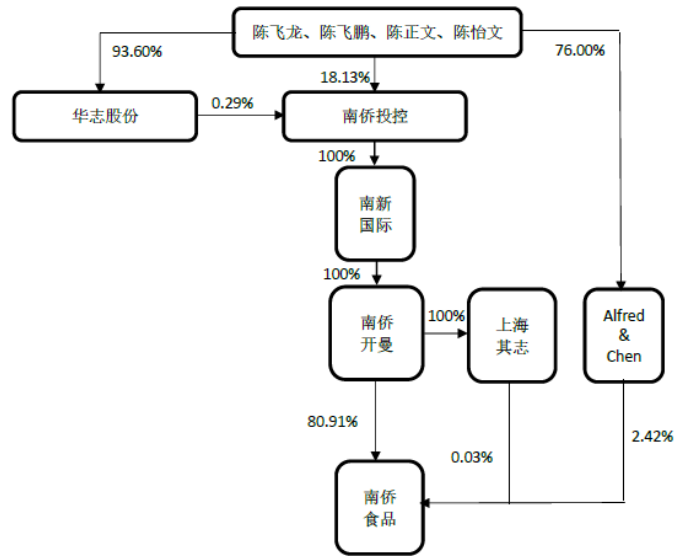 陈飞龙、陈飞鹏、陈正文、陈怡文
93.60%
18.13%
76.00%
华志股份
0.29%
南侨投控
100%
南新
国际
100%
南侨
开曼
100%
上海
其志
Alfred
&
Chen
80.91%
0.03%
2.42%
南侨
食品